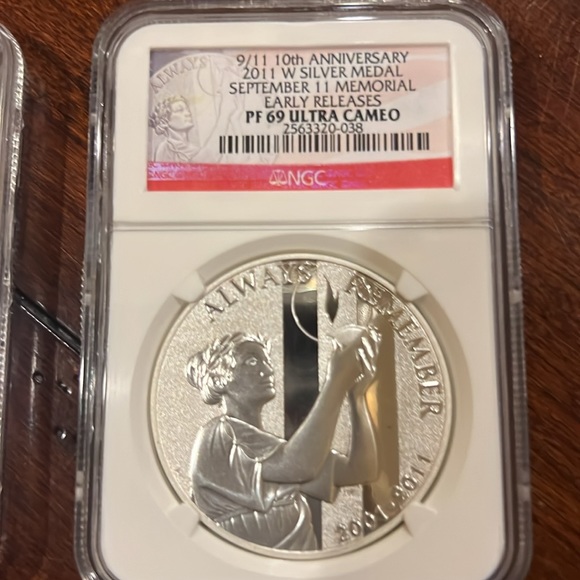 9/11 10th ANNIVERSARY
2011 W SILVER MEDAL
SEPTEMBER 11 MEMORIAL
EARLY RELEASES
PF 69 ULTRA CAMEO
2563320-038
NGC
ALWAYS
ALWAYS REMEMBER
2001-2011